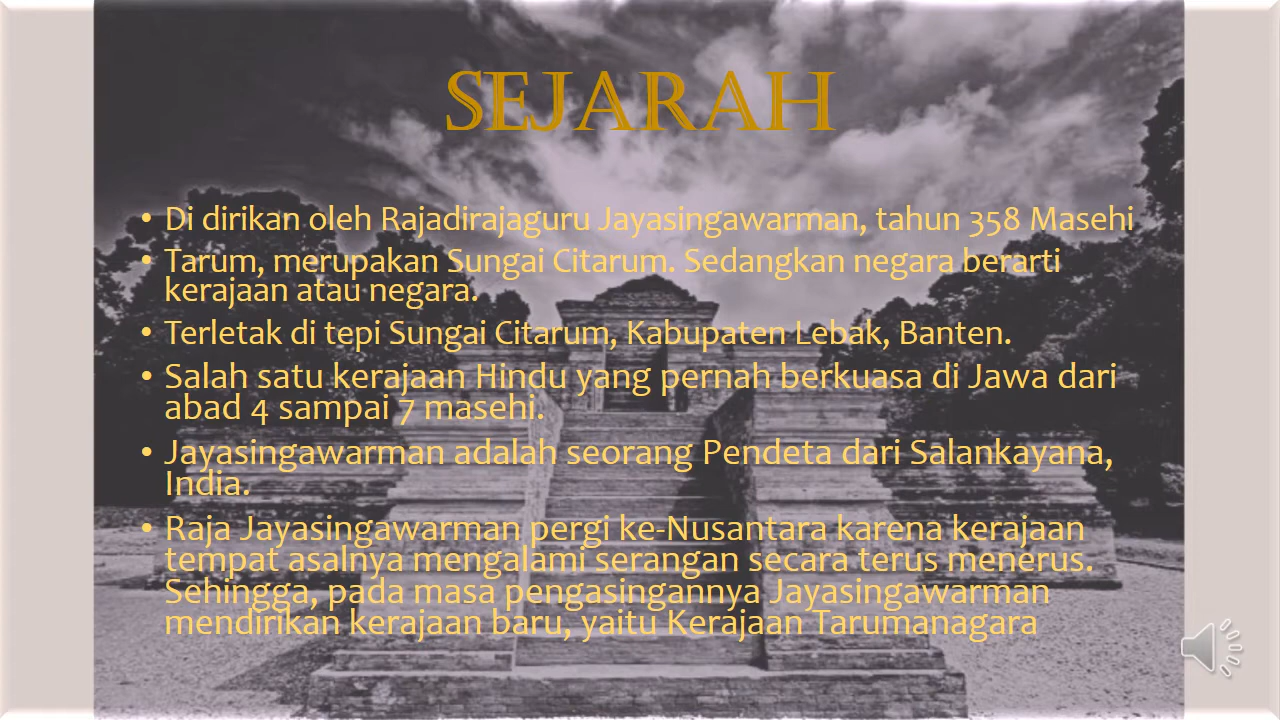 SEJARAH
• Di dirikan oleh Rajadirajaguru Jayasingawarman, tahun 358 Masehi
• Tarum, merupakan Sungai Citarum. Sedangkan negara berarti
kerajaan atau negara.
• Terletak di tepi Sungai Citarum, Kabupaten Lebak, Banten.
• Salah satu kerajaan Hindu yang pernah berkuasa di Jawa dari
abad 4 sampai 7 masehi.
• Jayasingawarman adalah seorang Pendeta dari Salankayana,
India.
• Raja Jayasingawarman pergi ke-Nusantara karena kerajaan
tempat asalnya mengalami serangan secara terus menerus.
Sehingga, pada masa pengasingannya Jayasingawarman
mendirikan kerajaan baru, yaitu Kerajaan Tarumanagara